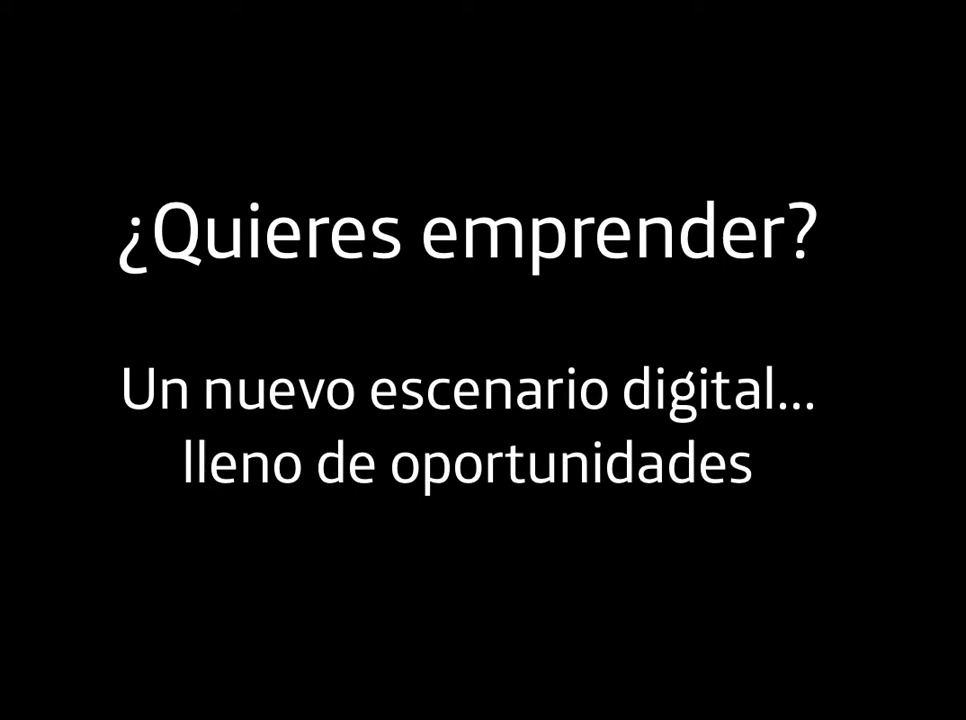 ¿Quieres emprender?
Un nuevo escenario digital...
lleno de oportunidades